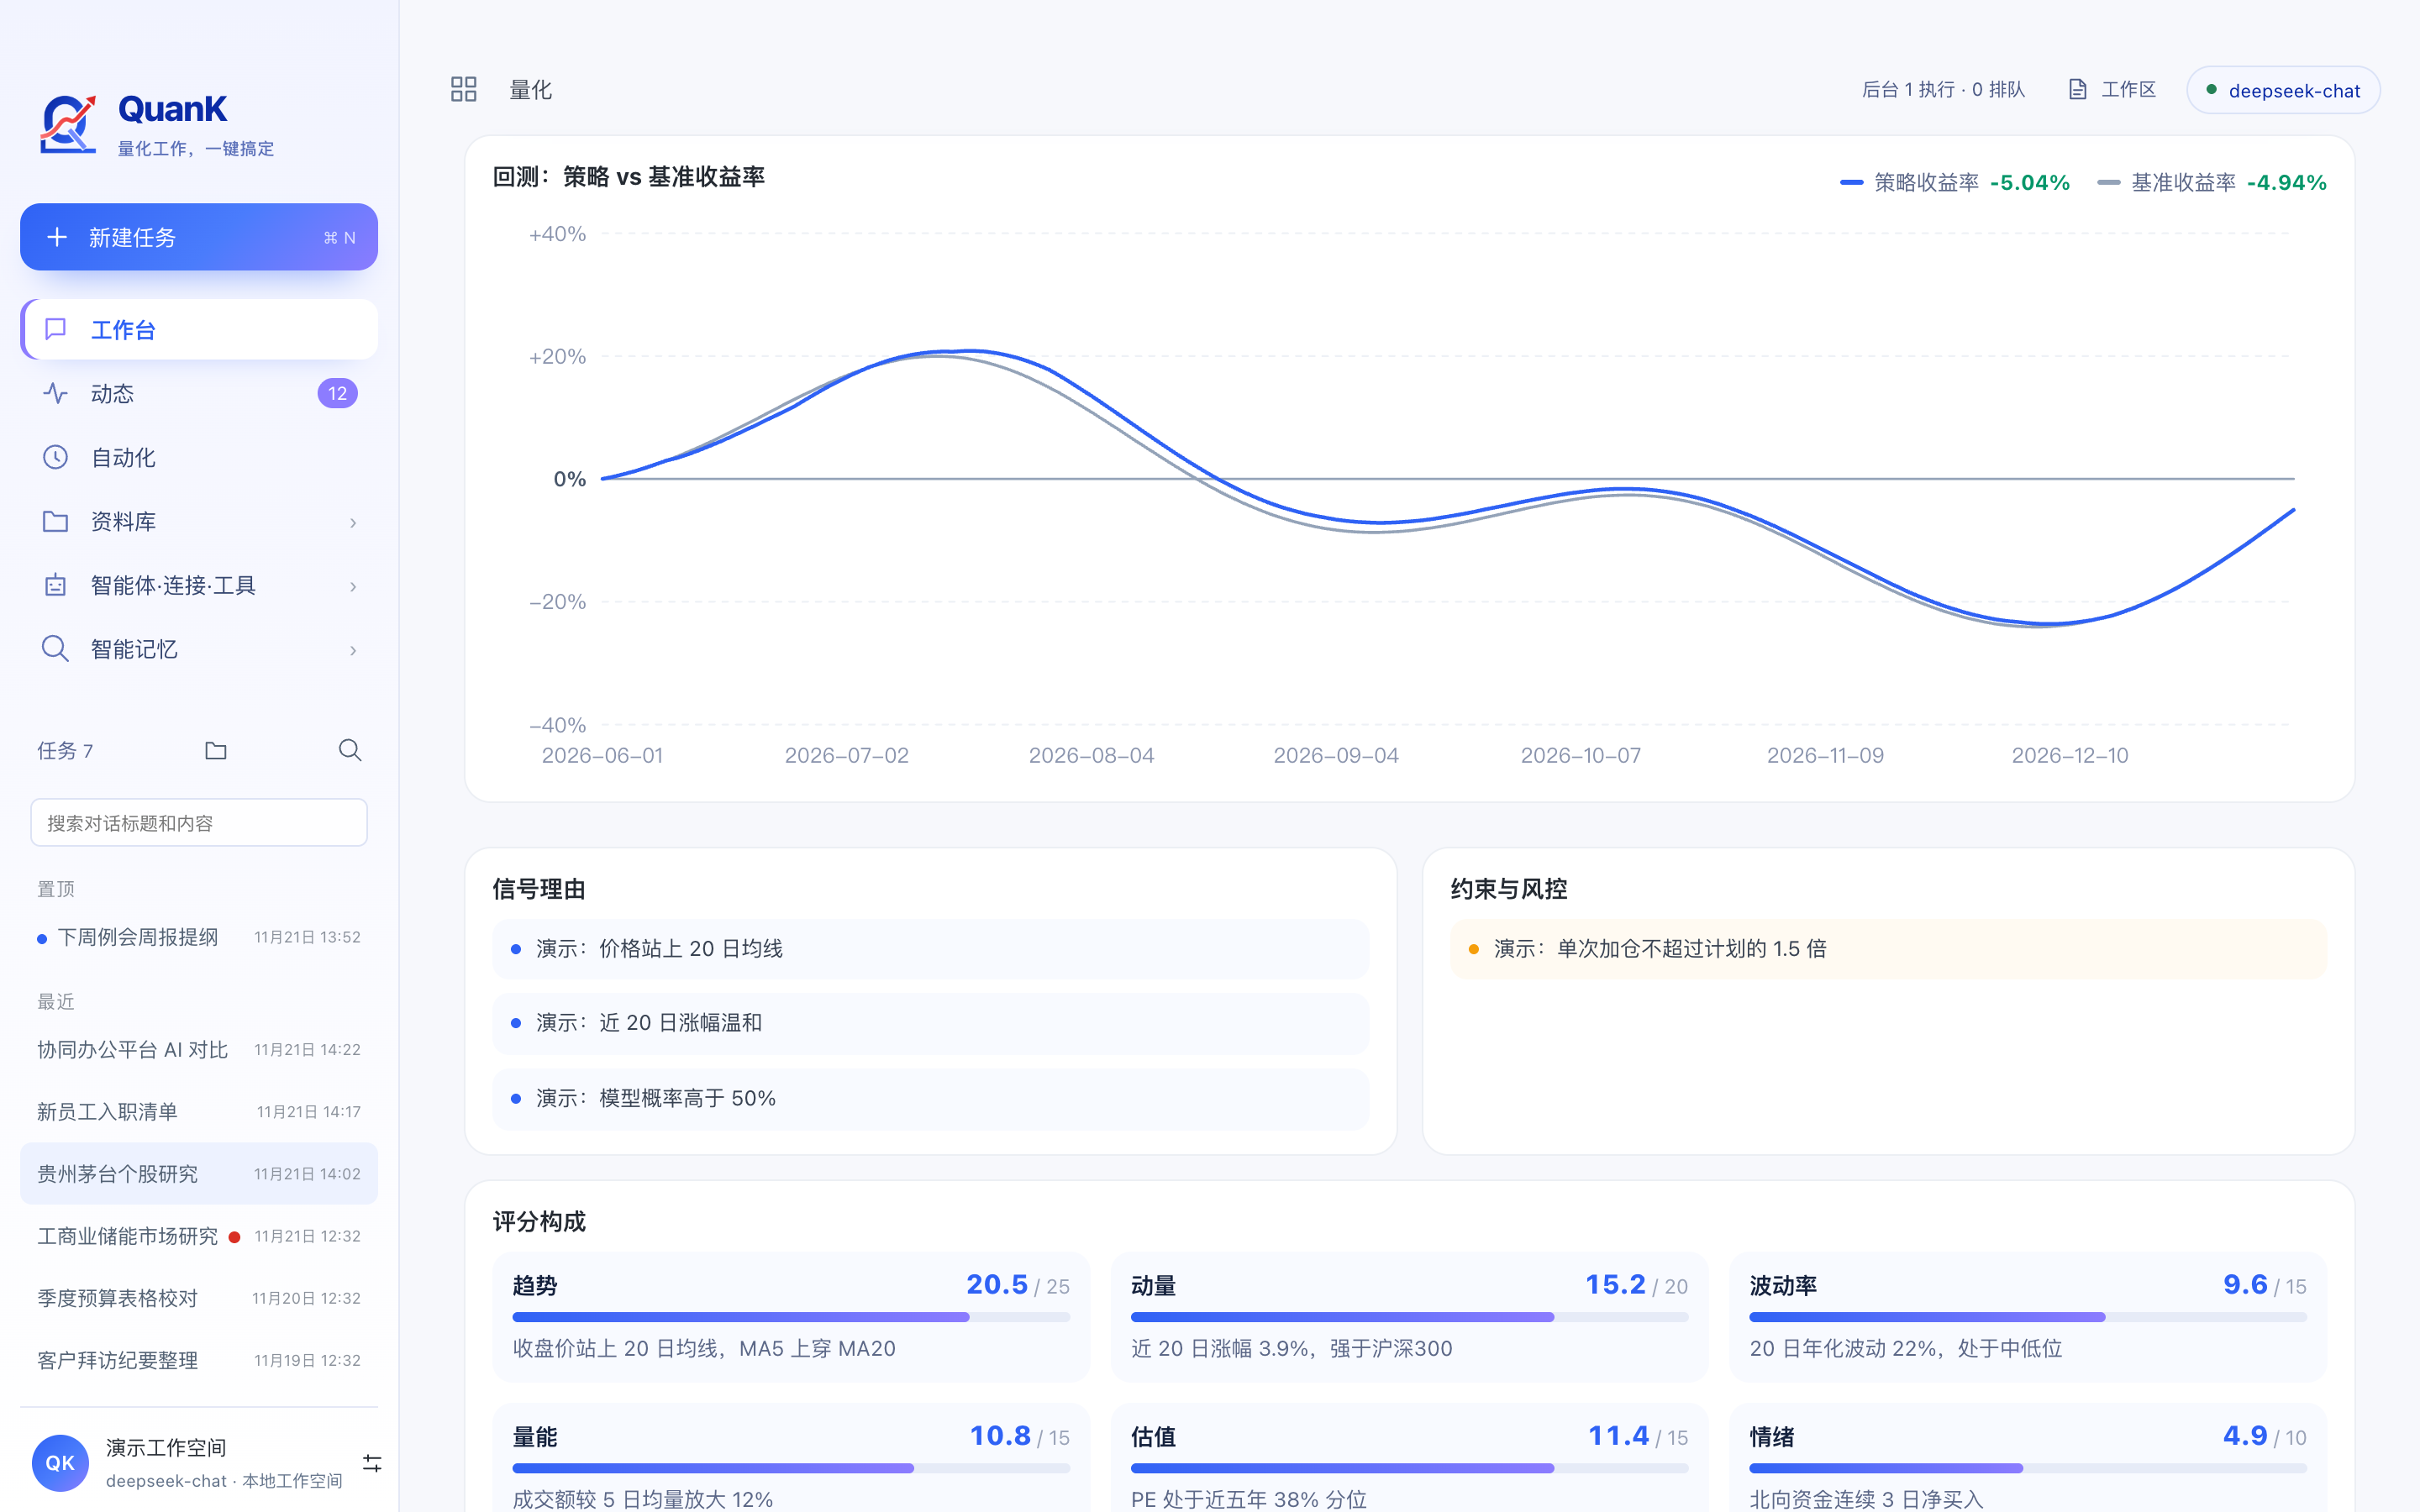 QuanK
量化工作，一键搞定
新建任务 ⌘ N
工作台
动态 12
自动化
资料库
智能体·连接·工具
智能记忆
任务 7
搜索对话标题和内容
置顶
下周例会周报提纲 11月21日 13:52
最近
协同办公平台 AI 对比 11月21日 14:22
新员工入职清单 11月21日 14:17
贵州茅台个股研究 11月21日 14:02
工商业储能市场研究 11月21日 12:32
季度预算表格校对 11月20日 12:32
客户拜访纪要整理 11月19日 12:32
QK
演示工作空间
deepseek-chat · 本地工作空间
量化
后台 1 执行 · 0 排队
工作区
deepseek-chat
回测：策略 vs 基准收益率
策略收益率 -5.04% 基准收益率 -4.94%
+40%
+20%
0%
−20%
−40%
2026-06-01 2026-07-02 2026-08-04 2026-09-04 2026-10-07 2026-11-09 2026-12-10
信号理由
演示：价格站上 20 日均线
演示：近 20 日涨幅温和
演示：模型概率高于 50%
约束与风控
演示：单次加仓不超过计划的 1.5 倍
评分构成
趋势 20.5 / 25
收盘价站上 20 日均线，MA5 上穿 MA20
动量 15.2 / 20
近 20 日涨幅 3.9%，强于沪深300
波动率 9.6 / 15
20 日年化波动 22%，处于中低位
量能 10.8 / 15
成交额较 5 日均量放大 12%
估值 11.4 / 15
PE 处于近五年 38% 分位
情绪 4.9 / 10
北向资金连续 3 日净买入